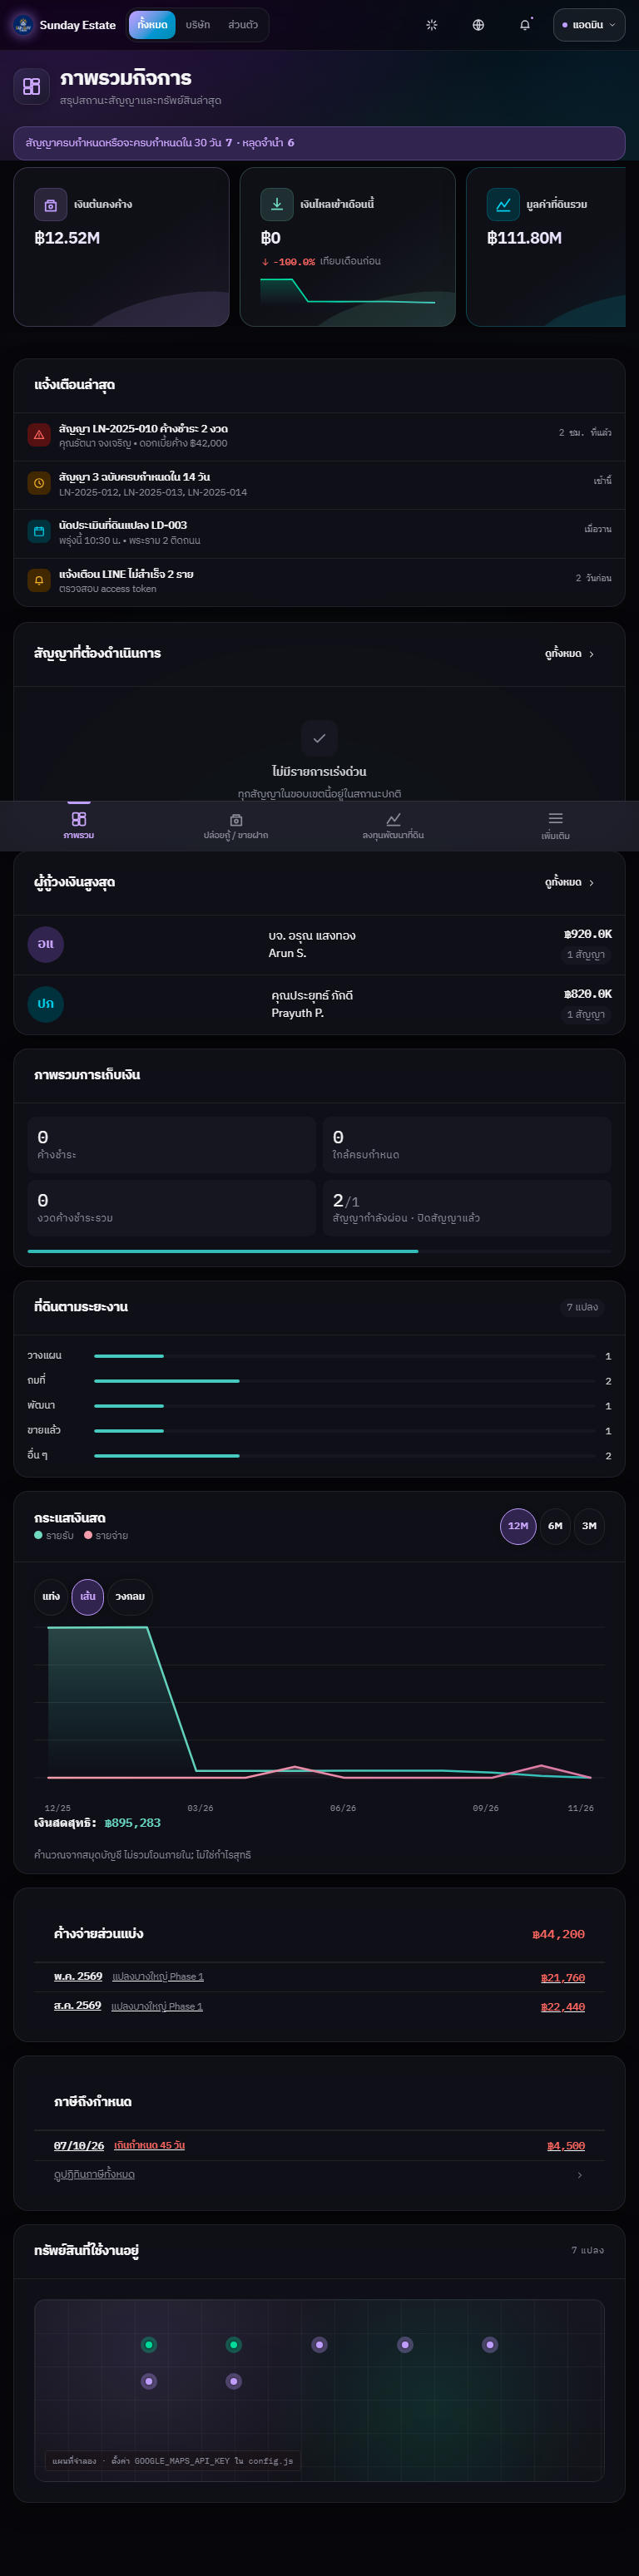 Sunday Estate
ทั้งหมด
บริษัท
ส่วนตัว
แอดมิน
ภาพรวมกิจการ
สรุปสถานะสัญญาและทรัพย์สินล่าสุด
สัญญาครบกำหนดหรือจะครบกำหนดใน 30 วัน 7 · หลุดจำนำ 6
เงินต้นคงค้าง
฿12.52M
เงินไหลเข้าเดือนนี้
฿0
↓ -100.0% เทียบเดือนก่อน
มูลค่าที่ดินรวม
฿111.80M
แจ้งเตือนล่าสุด
สัญญา LN-2025-010 ค้างชำระ 2 งวด
2 ชม. ที่แล้ว
คุณรัตนา จงเจริญ • ดอกเบี้ยค้าง ฿42,000
สัญญา 3 ฉบับครบกำหนดใน 14 วัน
เช้านี้
LN-2025-012, LN-2025-013, LN-2025-014
นัดประเมินที่ดินแปลง LD-003
เมื่อวาน
พรุ่งนี้ 10:30 น. • พระราม 2 ติดถนน
แจ้งเตือน LINE ไม่สำเร็จ 2 ราย
2 วันก่อน
ตรวจสอบ access token
สัญญาที่ต้องดำเนินการ
ดูทั้งหมด
ไม่มีรายการเร่งด่วน
ทุกสัญญาในขอบเขตนี้อยู่ในสถานะปกติ
ภาพรวม
ปล่อยกู้ / ขายฝาก
ลงทุนพัฒนาที่ดิน
เพิ่มเติม
ผู้กู้วงเงินสูงสุด
ดูทั้งหมด
อแ
บจ. อรุณ แสงทอง
Arun S.
฿920.0K
1 สัญญา
ปภ
คุณประยุทธ์ ภักดี
Prayuth P.
฿820.0K
1 สัญญา
ภาพรวมการเก็บเงิน
0
ค้างชำระ
0
ใกล้ครบกำหนด
0
งวดค้างชำระรวม
2/1
สัญญากำลังผ่อน · ปิดสัญญาแล้ว
ที่ดินตามระยะงาน
7 แปลง
วางแผน
1
ถมที่
2
พัฒนา
1
ขายแล้ว
1
อื่น ๆ
2
กระแสเงินสด
รายรับ
รายจ่าย
12M
6M
3M
แท่ง
เส้น
วงกลม
12/25
03/26
06/26
09/26
11/26
เงินสดสุทธิ: ฿895,283
คำนวณจากสมุดบัญชี ไม่รวมโอนภายใน; ไม่ใช่กำไรสุทธิ
ค้างจ่ายส่วนแบ่ง
฿44,200
พ.ค. 2569 แปลงบางใหญ่ Phase 1
฿21,760
ส.ค. 2569 แปลงบางใหญ่ Phase 1
฿22,440
ภาษีถึงกำหนด
07/10/26 เกินกำหนด 45 วัน
฿4,500
ดูปฏิทินภาษีทั้งหมด
ทรัพย์สินที่ใช้งานอยู่
7 แปลง
แผนที่จำลอง · ตั้งค่า GOOGLE_MAPS_API_KEY ใน config.js